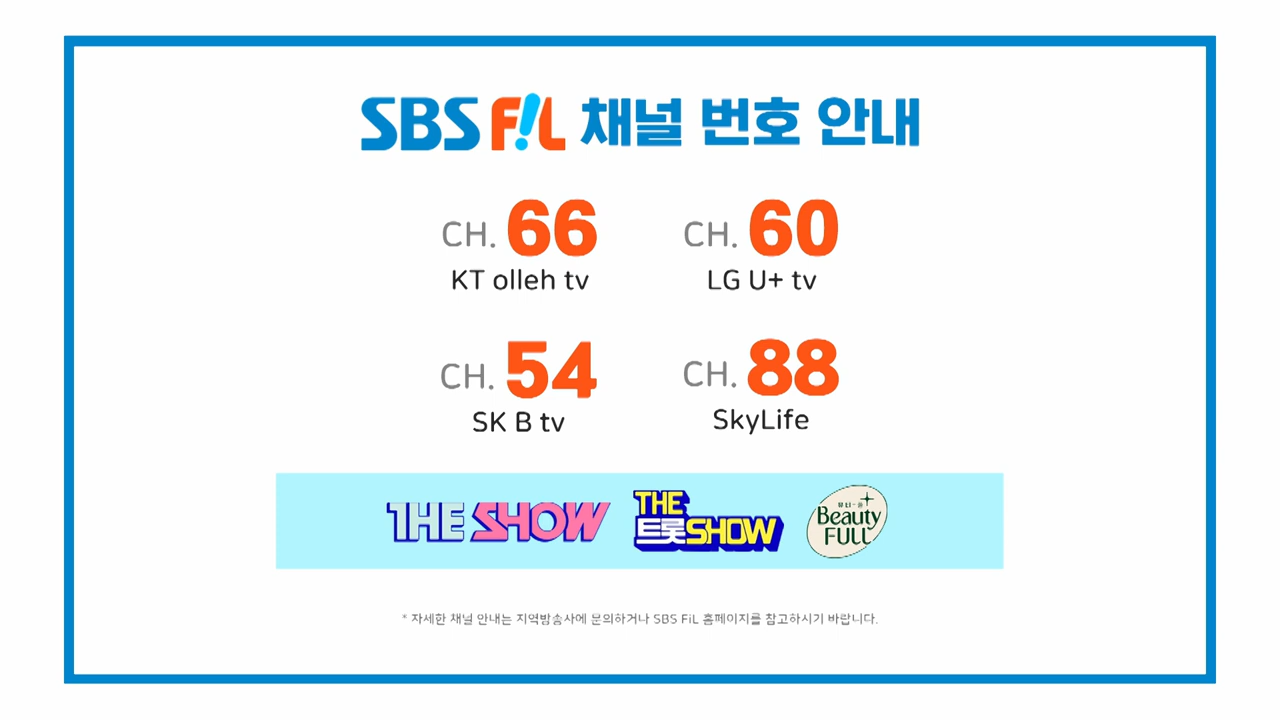 SBS F!L 채널 번호 안내
CH. 66
KT olleh tv
CH. 60
LG U+ tv
CH. 54
SK B tv
CH. 88
SkyLife
THE SHOW
THE
트롯SHOW
뷰티-풀
Beauty
FULL
* 자세한 채널 안내는 지역방송사에 문의하거나 SBS FiL 홈페이지를 참고하시기 바랍니다.